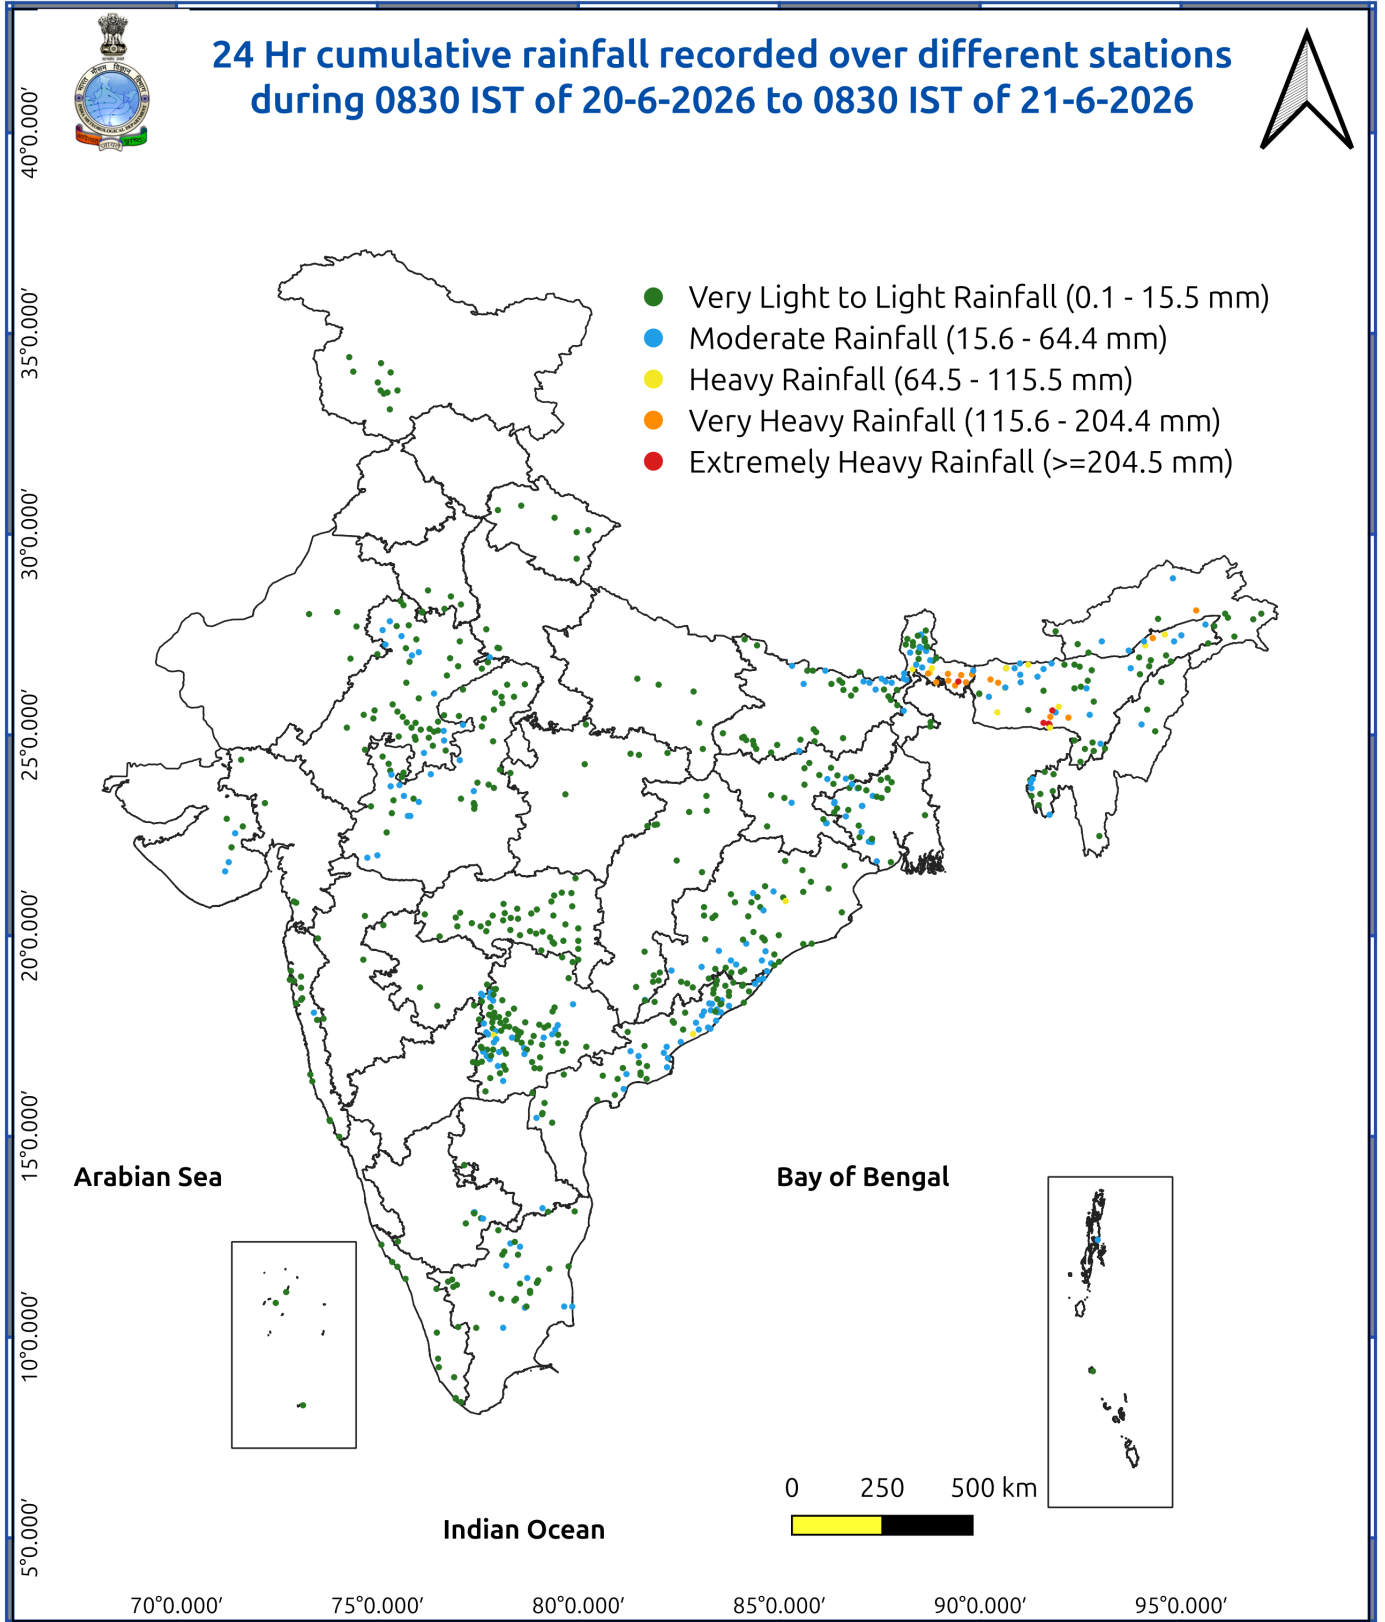 24 Hr cumulative rainfall recorded over different stations
during 0830 IST of 20-6-2026 to 0830 IST of 21-6-2026
Very Light to Light Rainfall (0.1 - 15.5 mm)
Moderate Rainfall (15.6 - 64.4 mm)
Heavy Rainfall (64.5 - 115.5 mm)
Very Heavy Rainfall (115.6 - 204.4 mm)
Extremely Heavy Rainfall (>=204.5 mm)
40°0.000′
35°0.000′
30°0.000′
25°0.000′
20°0.000′
15°0.000′
10°0.000′
5°0.000′
Arabian Sea
Bay of Bengal
Indian Ocean
0 250 500 km
70°0.000′ 75°0.000′ 80°0.000′ 85°0.000′ 90°0.000′ 95°0.000′